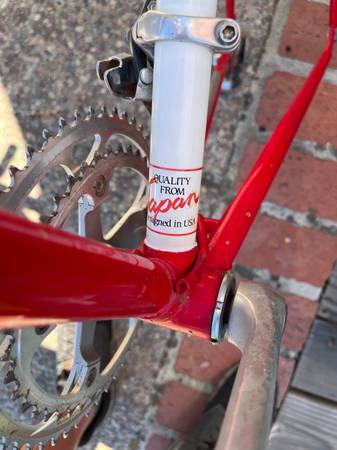 QUALITY
FROM
Japan
Designed in USA